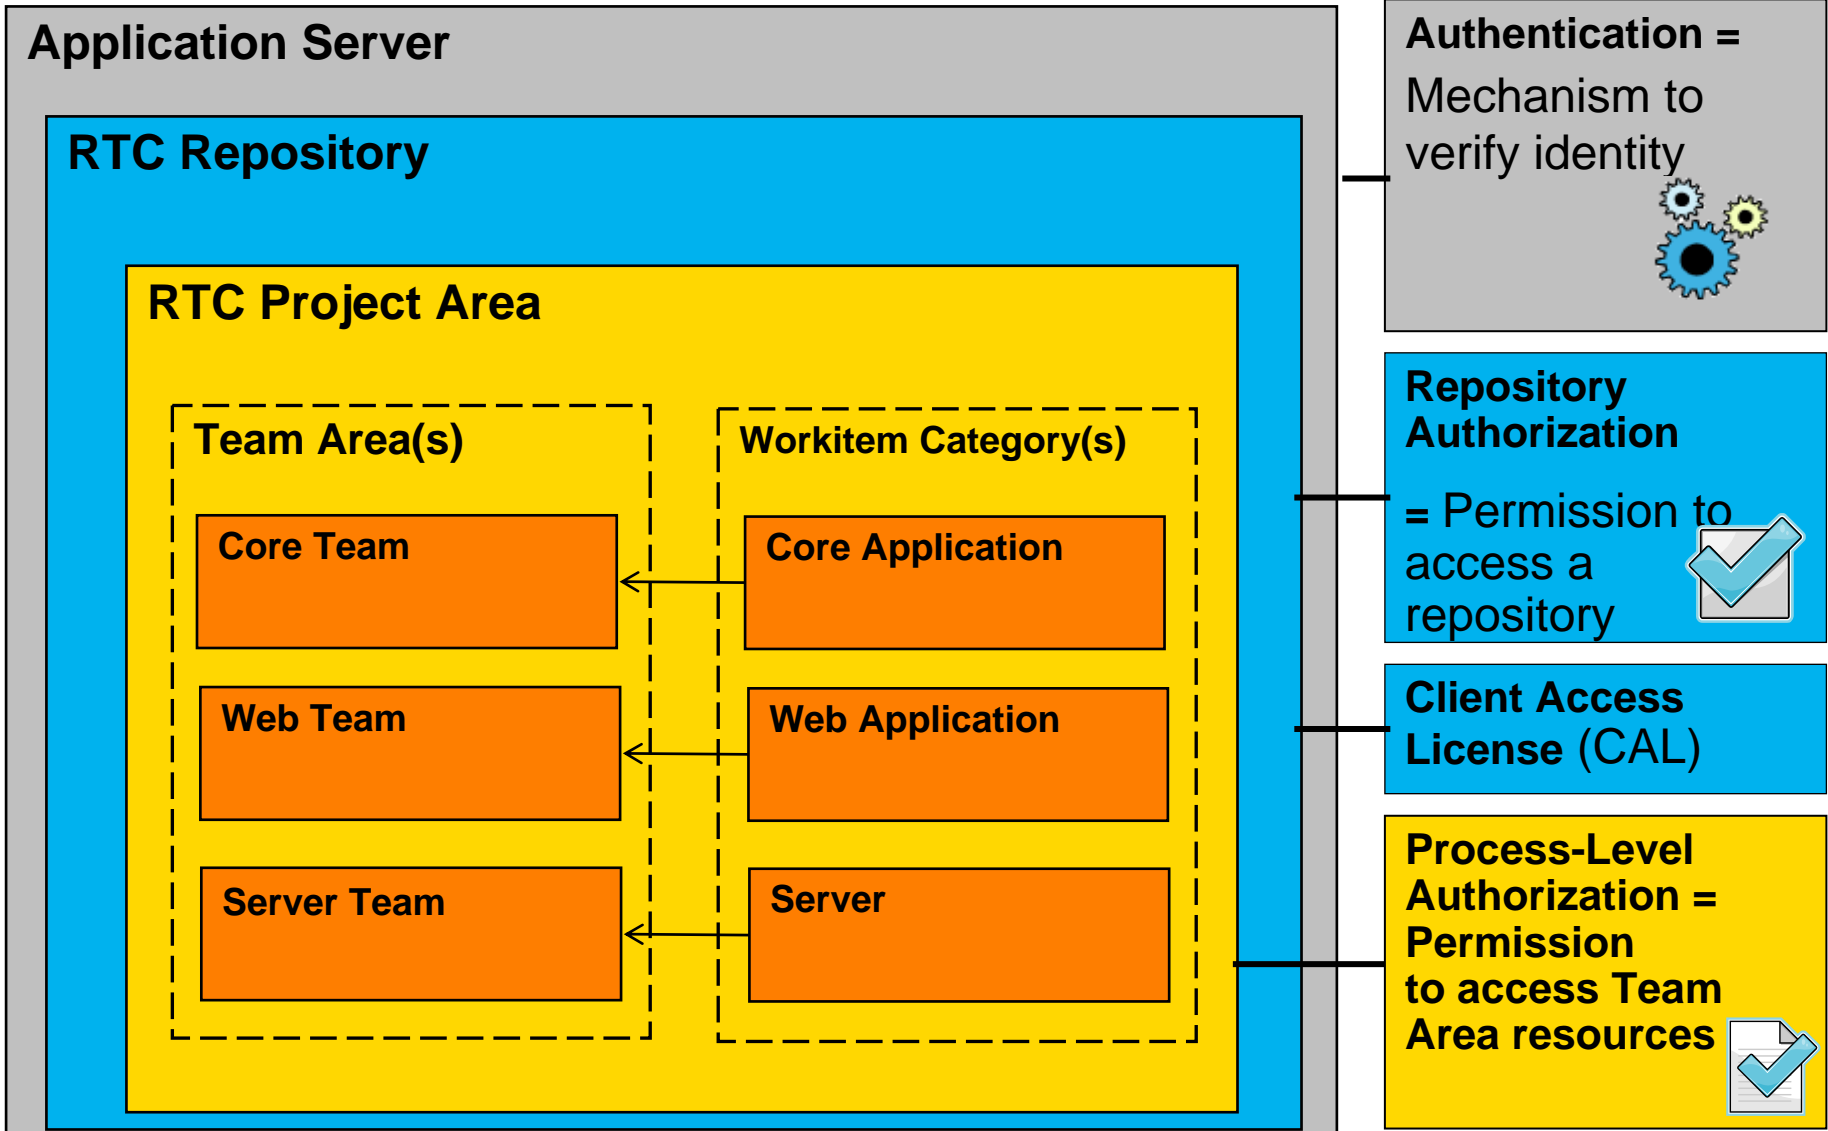 Application Server
RTC Repository
RTC Project Area
Team Area(s)
Core Team
Web Team
Server Team
Workitem Category(s)
Core Application
Web Application
Server
Authentication =
Mechanism to
verify identity
Repository
Authorization
= Permission to
access a
repository
Client Access
License (CAL)
Process-Level
Authorization =
Permission
to access Team
Area resources